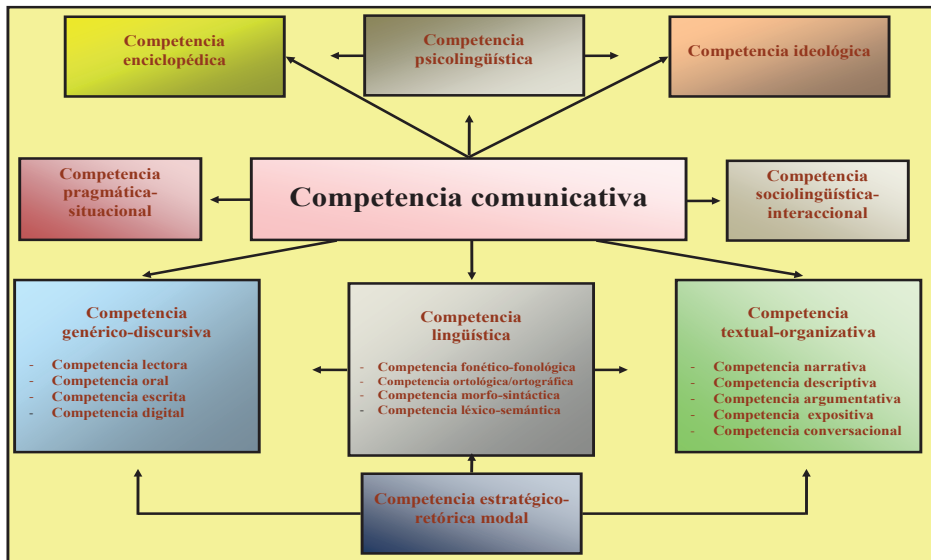 Competencia
enciclopédica
Competencia
psicolingüística
Competencia ideológica
Competencia
pragmática-
situacional
Competencia comunicativa
Competencia
sociolingüística-
interaccional
Competencia
genérico-discursiva
- Competencia lectora
- Competencia oral
- Competencia escrita
- Competencia digital
Competencia
lingüística
- Competencia fonético-fonológica
- Competencia ortológica/ortográfica
- Competencia morfo-sintáctica
- Competencia léxico-semántica
Competencia
textual-organizativa
- Competencia narrativa
- Competencia descriptiva
- Competencia argumentativa
- Competencia expositiva
- Competencia conversacional
Competencia estratégico-
retórica modal